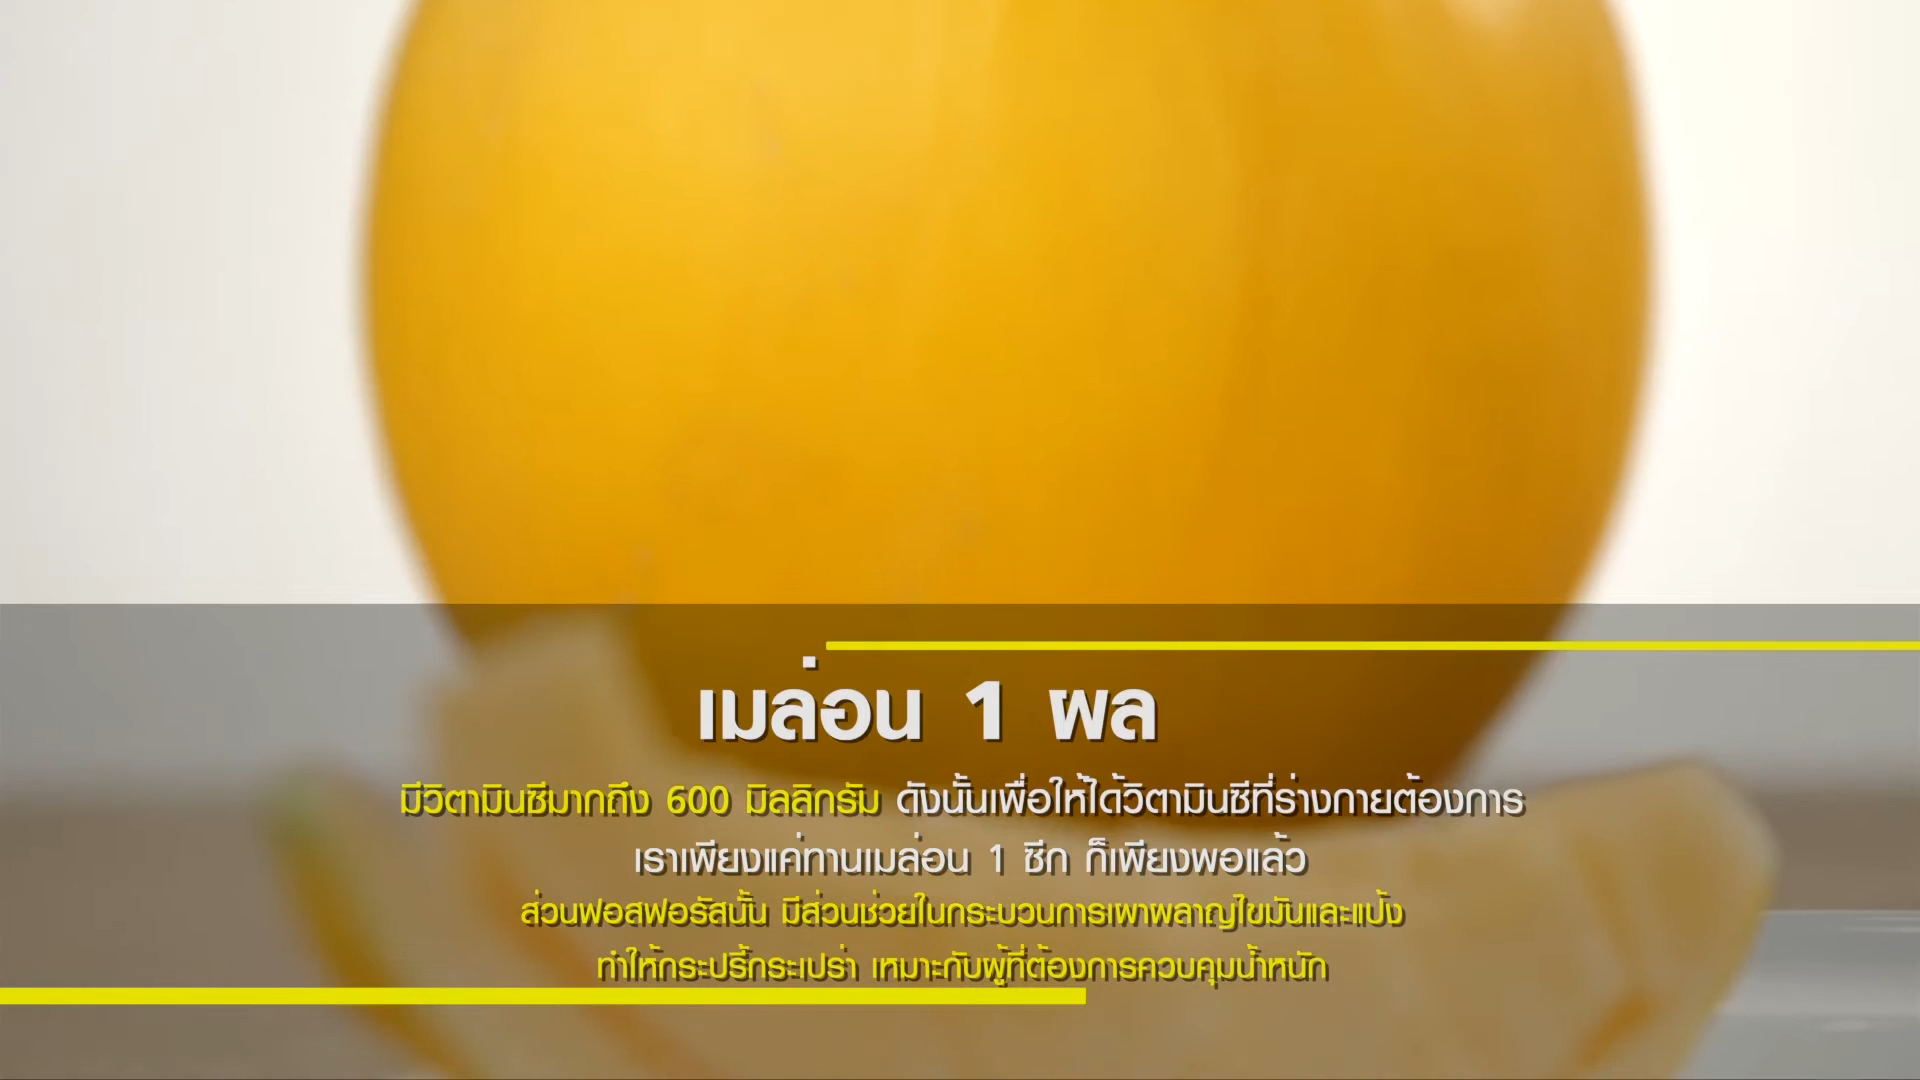 เมล่อน 1 ผล
มีวิตามินซีมากถึง 600 มิลลิกรัม ดังนั้นเพื่อให้ได้วิตามินซีที่ร่างกายต้องการ
เราเพียงแค่ทานเมล่อน 1 ซีก ก็เพียงพอแล้ว
ส่วนฟอสฟอรัสนั้น มีส่วนช่วยในกระบวนการเผาผลาญไขมันและแป้ง
ทำให้กระปรี้กระเปร่า เหมาะกับผู้ที่ต้องการควบคุมน้ำหนัก